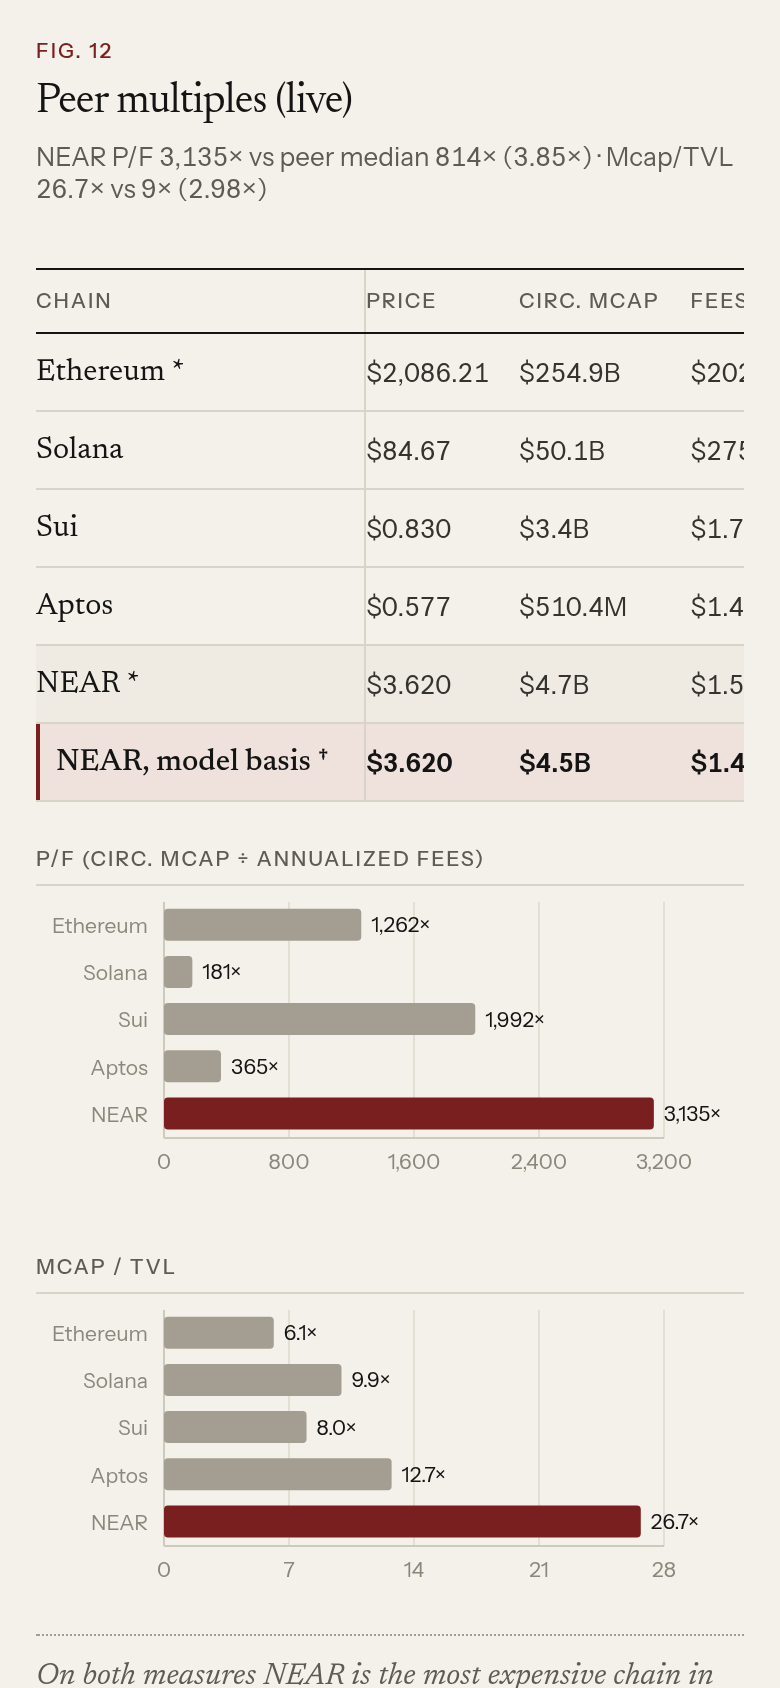 FIG. 12
Peer multiples (live)
NEAR P/F 3,135× vs peer median 814× (3.85×) · Mcap/TVL
26.7× vs 9× (2.98×)
CHAIN PRICE CIRC. MCAP FEES
Ethereum * $2,086.21 $254.9B $202
Solana $84.67 $50.1B $275
Sui $0.830 $3.4B $1.7
Aptos $0.577 $510.4M $1.4
NEAR * $3.620 $4.7B $1.5
NEAR, model basis † $3.620 $4.5B $1.4
P/F (CIRC. MCAP ÷ ANNUALIZED FEES)
Ethereum 1,262×
Solana 181×
Sui 1,992×
Aptos 365×
NEAR 3,135×
0 800 1,600 2,400 3,200
MCAP / TVL
Ethereum 6.1×
Solana 9.9×
Sui 8.0×
Aptos 12.7×
NEAR 26.7×
0 7 14 21 28
On both measures NEAR is the most expensive chain in